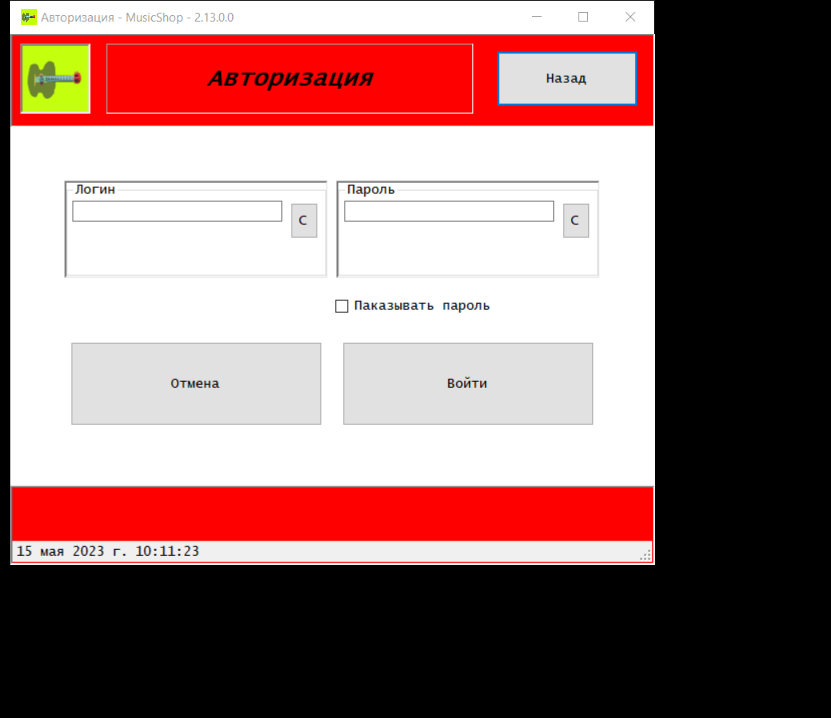 Авторизация - MusicShop - 2.13.0.0
Авторизация
Назад
Логин
Пароль
C
C
Паказывать пароль
Отмена
Войти
15 мая 2023 г. 10:11:23